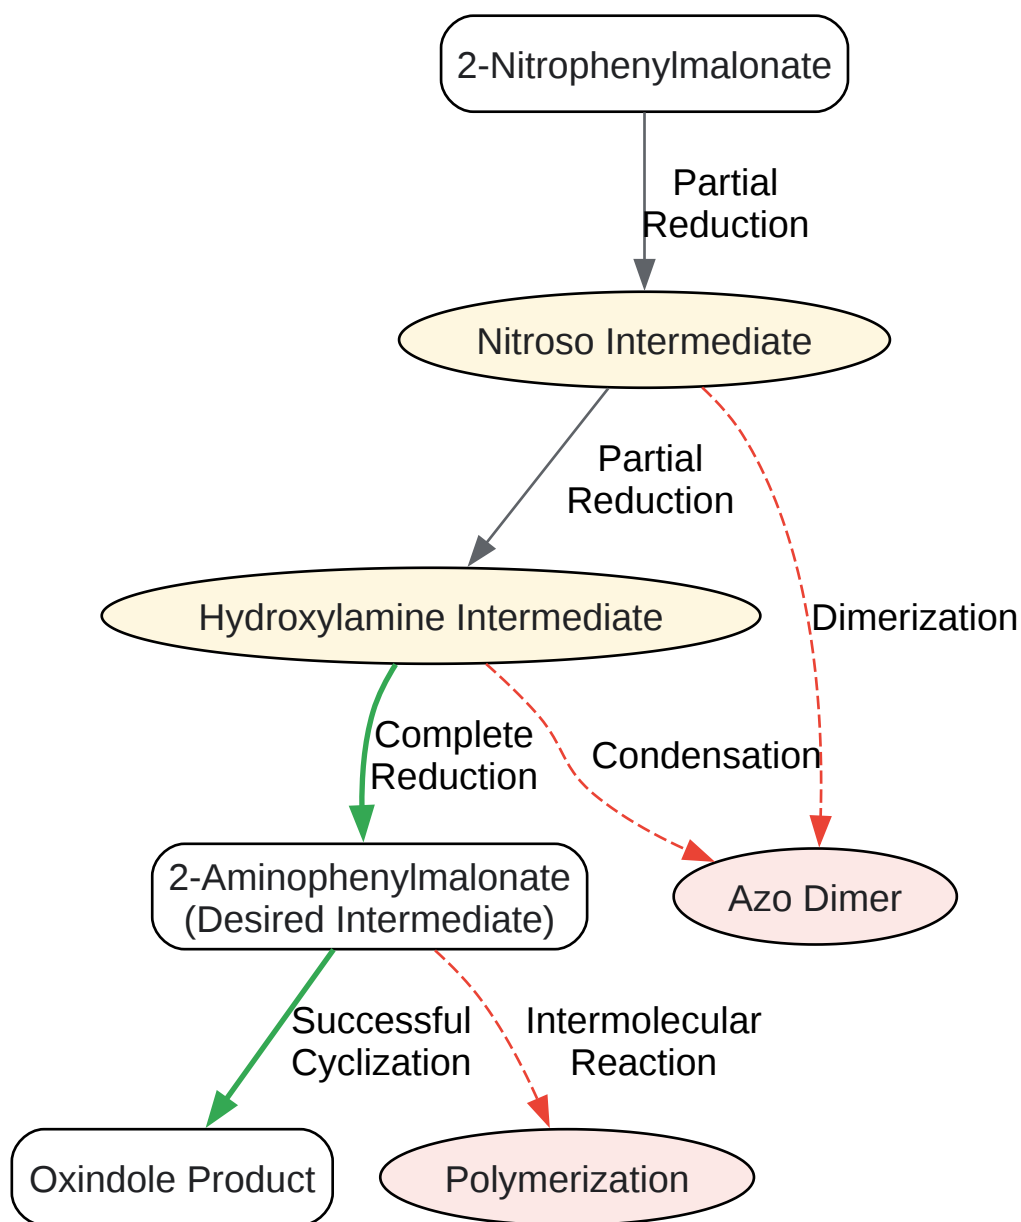 2-Nitrophenylmalonate
Partial
Reduction
Nitroso Intermediate
Partial
Reduction
Dimerization
Hydroxylamine Intermediate
Complete
Reduction
Condensation
2-Aminophenylmalonate
(Desired Intermediate)
Azo Dimer
Successful
Cyclization
Intermolecular
Reaction
Oxindole Product
Polymerization